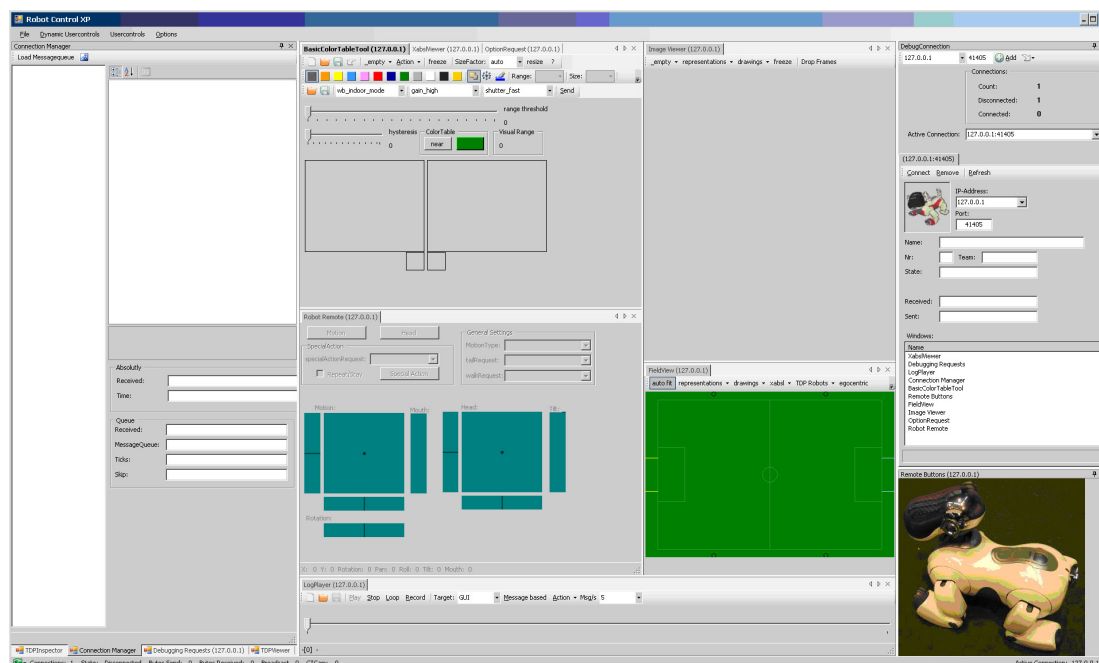 Robot Control XP
File Dynamic Usercontrols Usercontrols Options
Connection Manager
Load Messagequeue
Absolutly
Received:
Time:
Queue
Received:
MessageQueue:
Ticks:
Skip:
TDPInspector Connection Manager Debugging Requests (127.0.0.1) TDPViewer
BasicColorTableTool (127.0.0.1) XabslViewer (127.0.0.1) OptionRequest (127.0.0.1)
_empty Action freeze SizeFactor: auto resize ?
Range: Size:
wb_indoor_mode gain_high shutter_fast Send
range threshold
0
hysteresis ColorTable Visual Range
0 near 0
Robot Remote (127.0.0.1)
Motion Head General Settings
SpecialAction MotionType:
specialActionRequest: tailRequest:
Repeat/Stay Special Action walkRequest:
Motion: Mouth: Head: Tilt:
Rotation:
X: 0 Y: 0 Rotation: 0 Pan: 0 Roll: 0 Tilt: 0 Mouth: 0
LogPlayer (127.0.0.1)
Play Stop Loop Record Target: GUI Message based Action Msg/s 5
[0] -
Image Viewer (127.0.0.1)
_empty representations drawings freeze Drop Frames
FieldView (127.0.0.1)
auto fit representations drawings xabsl TDP Robots egocentric
DebugConnection
127.0.0.1 41405 Add
Connections:
Count: 1
Disconnected: 1
Connected: 0
Active Connection: 127.0.0.1:41405
(127.0.0.1:41405)
Connect Remove Refresh
IP-Address:
127.0.0.1
Port:
41405
Name:
Nr: Team:
State:
Received:
Sent:
Windows:
Name
XabslViewer
Debugging Requests
LogPlayer
Connection Manager
BasicColorTableTool
Remote Buttons
FieldView
Image Viewer
OptionRequest
Robot Remote
Remote Buttons (127.0.0.1)